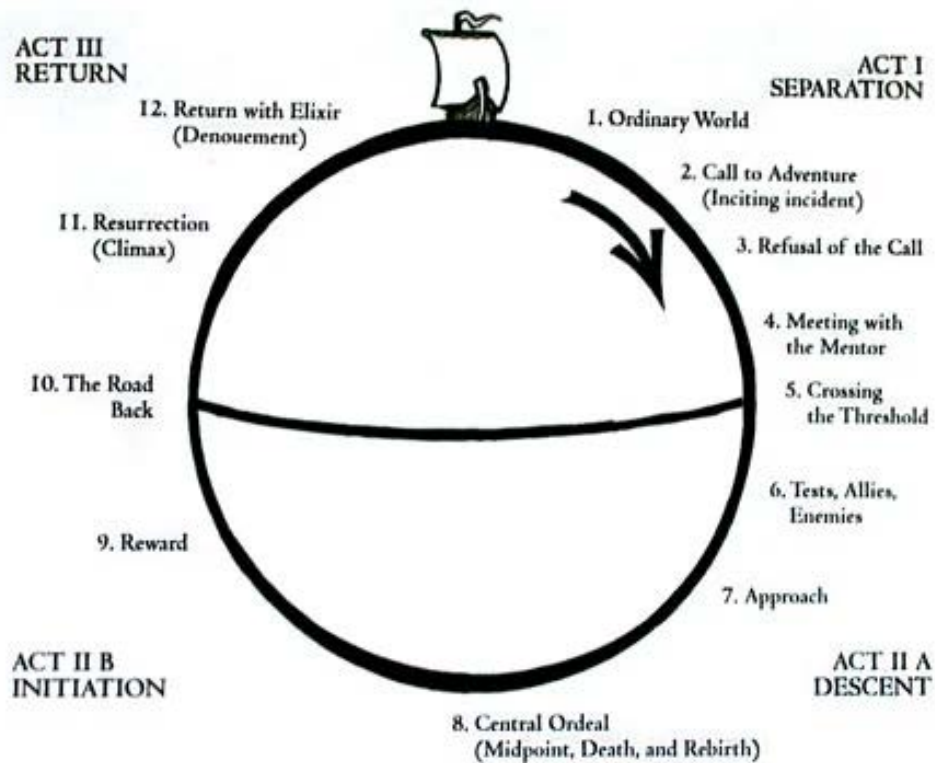 ACT III
RETURN
ACT I
SEPARATION
12. Return with Elixir
(Denouement)
1. Ordinary World
2. Call to Adventure
(Inciting incident)
11. Resurrection
(Climax)
3. Refusal of the Call
4. Meeting with
the Mentor
10. The Road
Back
5. Crossing
the Threshold
6. Tests, Allies,
Enemies
9. Reward
7. Approach
ACT II B
INITIATION
ACT II A
DESCENT
8. Central Ordeal
(Midpoint, Death, and Rebirth)